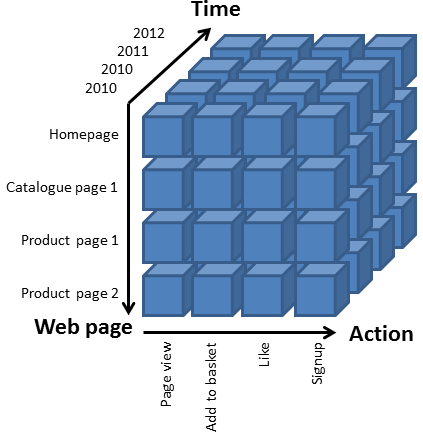 Time
2012
2011
2010
2010
Homepage
Catalogue page 1
Product page 1
Product page 2
Web page
Action
Page view
Add to basket
Like
Signup